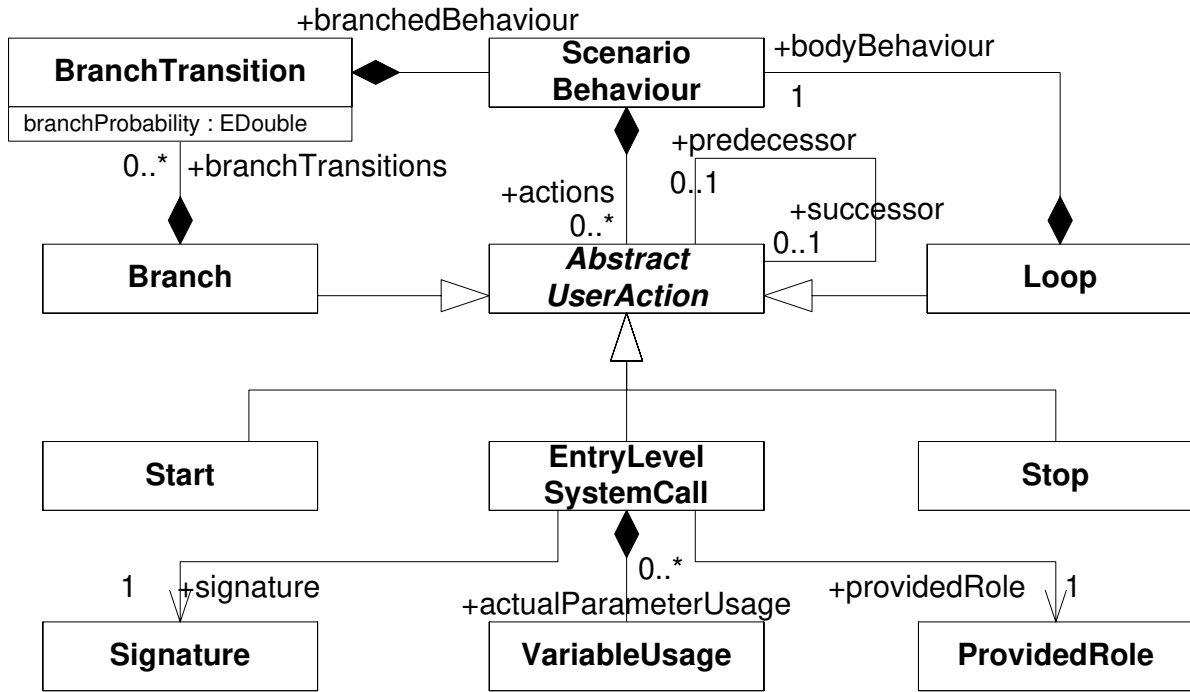 +branchedBehaviour
BranchTransition
branchProbability : EDouble
Scenario
Behaviour
+bodyBehaviour
1
0..*
+branchTransitions
+predecessor
0..1
+actions
0..*
+successor
0..1
Branch
Abstract
UserAction
Loop
Start
EntryLevel
SystemCall
Stop
1
+signature
0..*
+actualParameterUsage
+providedRole
1
Signature
VariableUsage
ProvidedRole